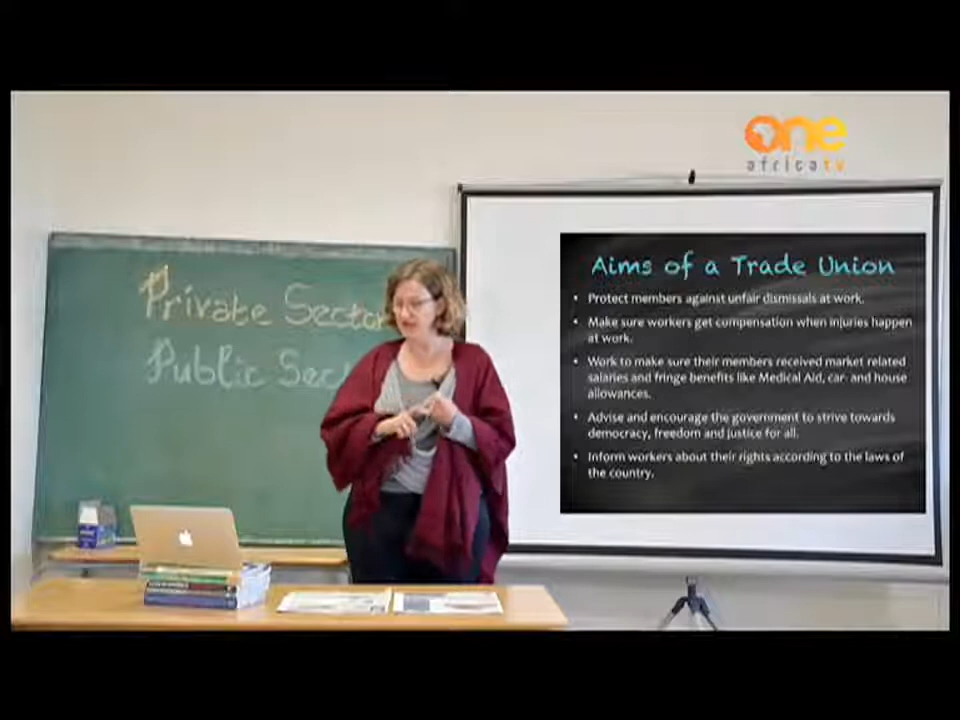 one
africa tv
Private Sector
Public Sect
Aims of a Trade Union
• Protect members against unfair dismissals at work.
• Make sure workers get compensation when injuries happen
at work.
• Work to make sure their members received market related
salaries and fringe benefits like Medical Aid, car- and house
allowances.
• Advise and encourage the government to strive towards
democracy, freedom and justice for all.
• Inform workers about their rights according to the laws of
the country.